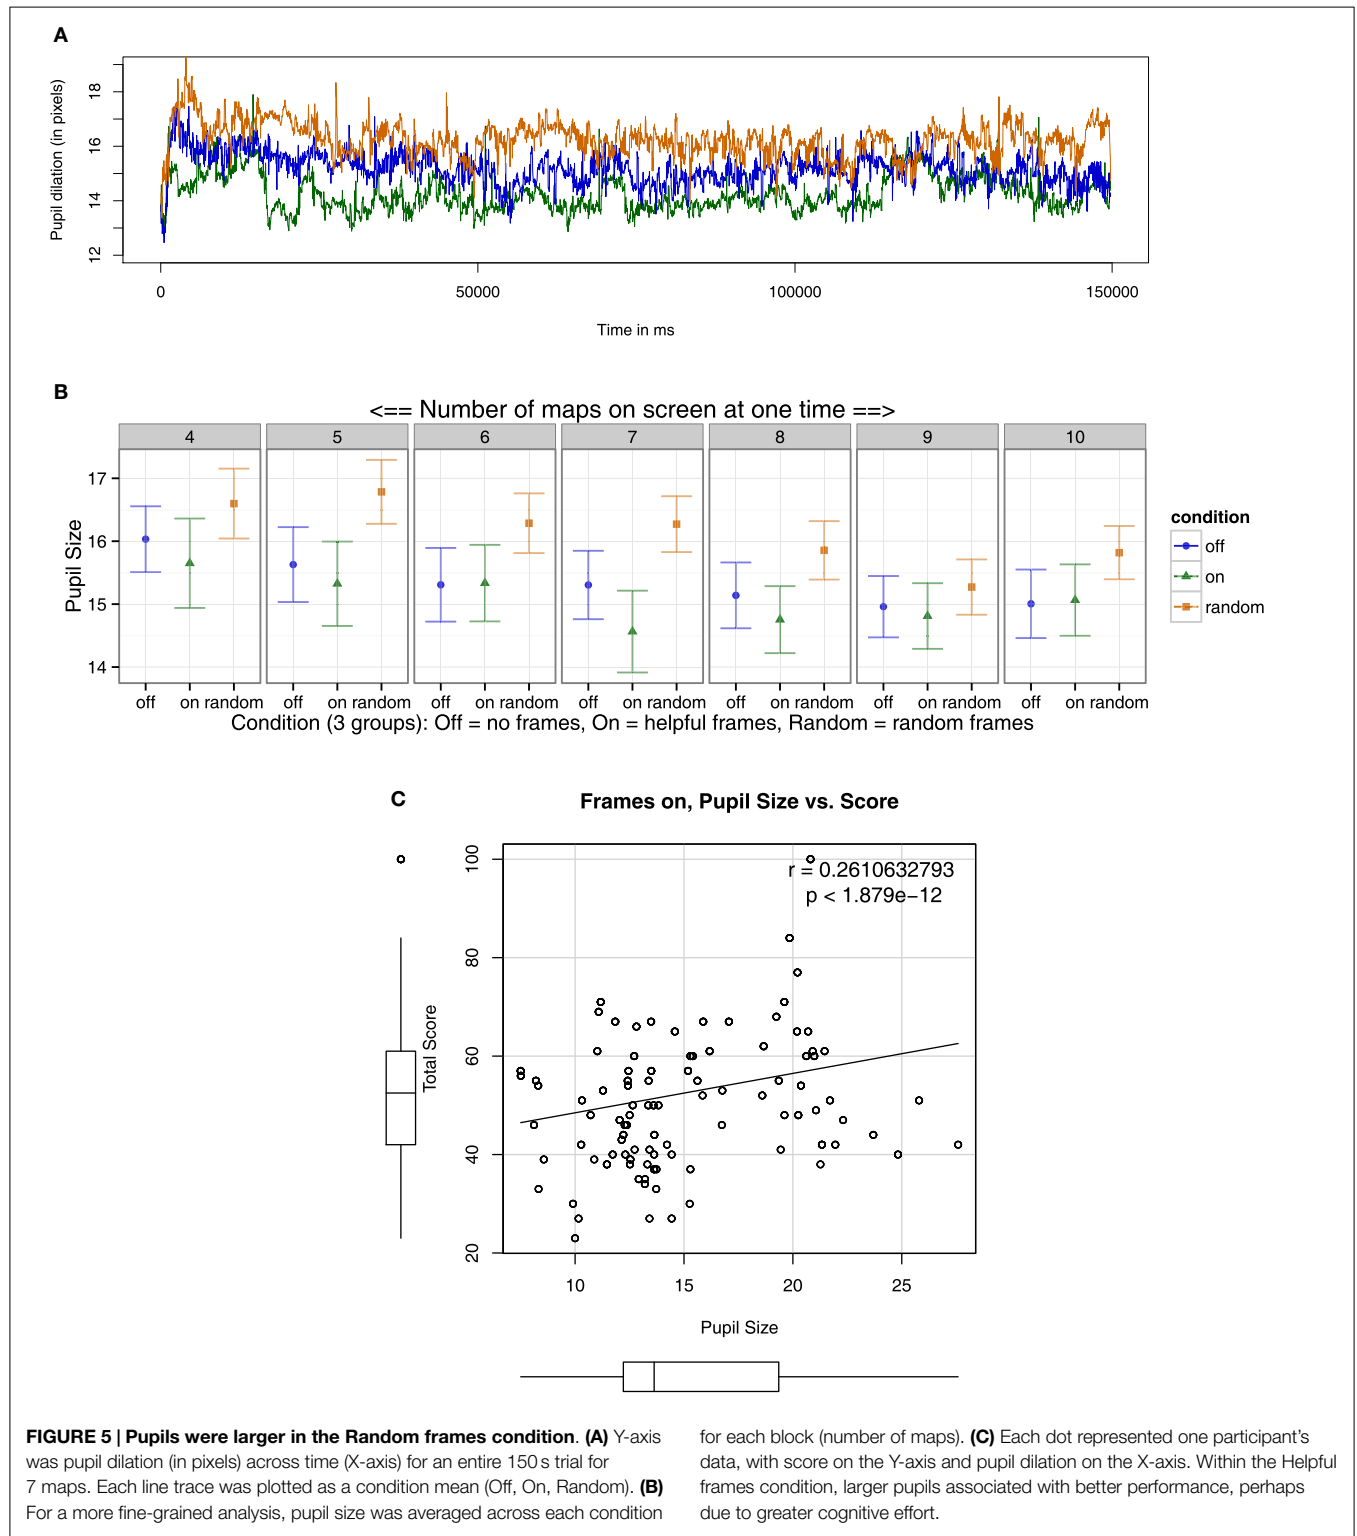 A
Pupil dilation (in pixels)
18
16
14
12
0 50000 100000 150000
Time in ms
B
<== Number of maps on screen at one time ==>
4 5 6 7 8 9 10
Pupil Size
17
16
15
14
off on random off on random off on random off on random off on random off on random off on random
Condition (3 groups): Off = no frames, On = helpful frames, Random = random frames
condition
off
on
random
C
Frames on, Pupil Size vs. Score
r = 0.2610632793
p < 1.879e−12
Total Score
100
80
60
40
20
10 15 20 25
Pupil Size
FIGURE 5 | Pupils were larger in the Random frames condition. (A) Y-axis
was pupil dilation (in pixels) across time (X-axis) for an entire 150 s trial for
7 maps. Each line trace was plotted as a condition mean (Off, On, Random). (B)
For a more fine-grained analysis, pupil size was averaged across each condition
for each block (number of maps). (C) Each dot represented one participant's
data, with score on the Y-axis and pupil dilation on the X-axis. Within the Helpful
frames condition, larger pupils associated with better performance, perhaps
due to greater cognitive effort.